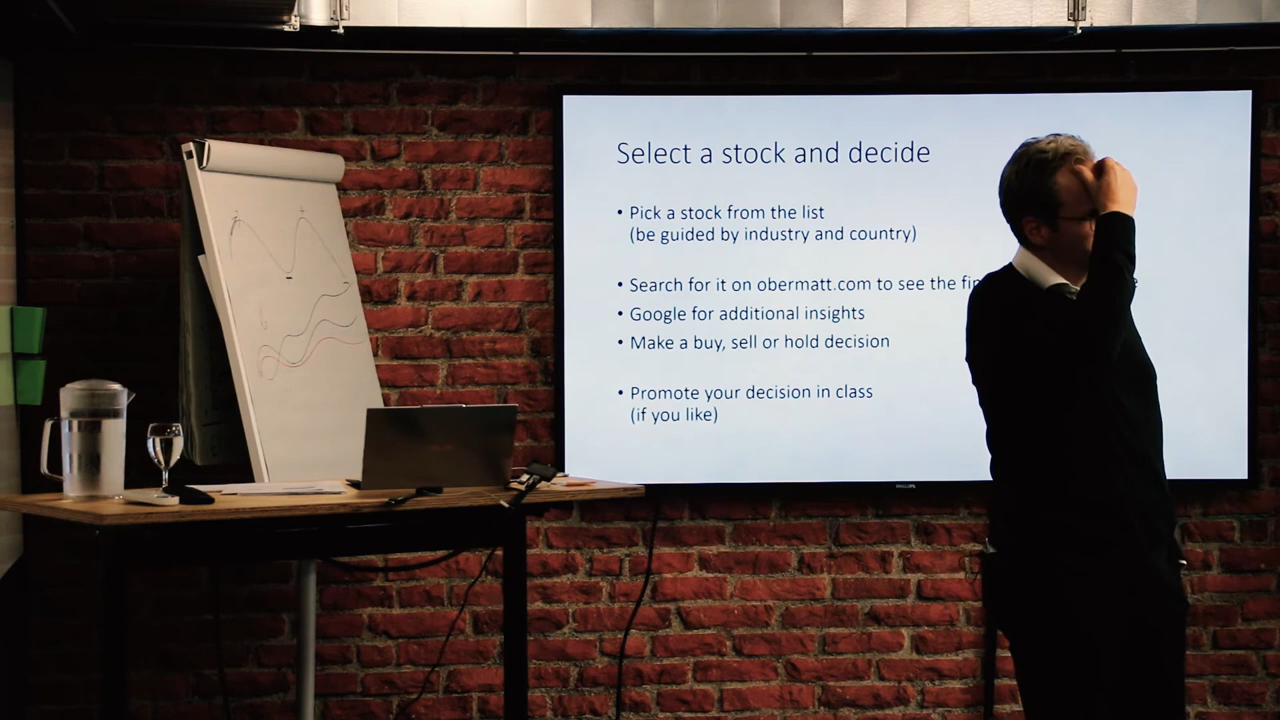 Select a stock and decide
• Pick a stock from the list
(be guided by industry and country)
• Search for it on obermatt.com to see the
• Google for additional insights
• Make a buy, sell or hold decision
• Promote your decision in class
(if you like)
PHILIPS